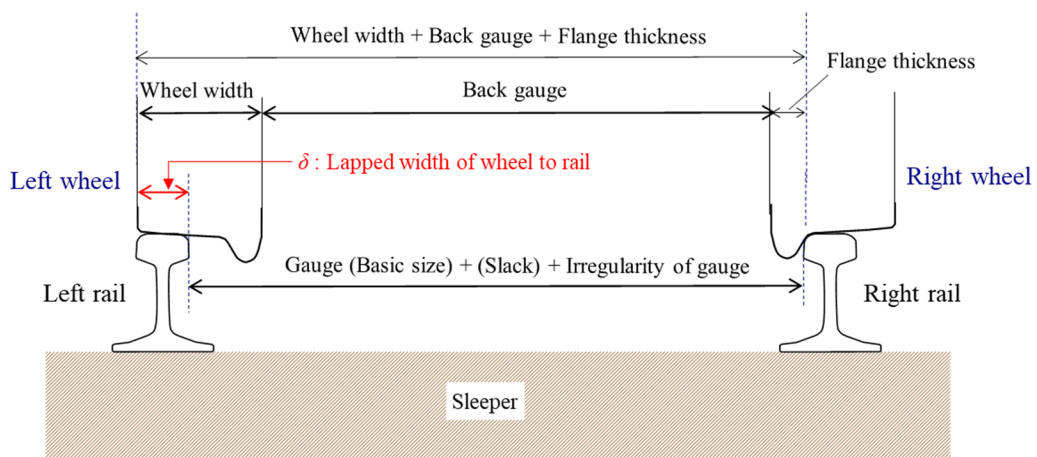 Wheel width + Back gauge + Flange thickness
Flange thickness
Wheel width
Back gauge
δ : Lapped width of wheel to rail
Left wheel
Right wheel
Gauge (Basic size) + (Slack) + Irregularity of gauge
Left rail
Right rail
Sleeper